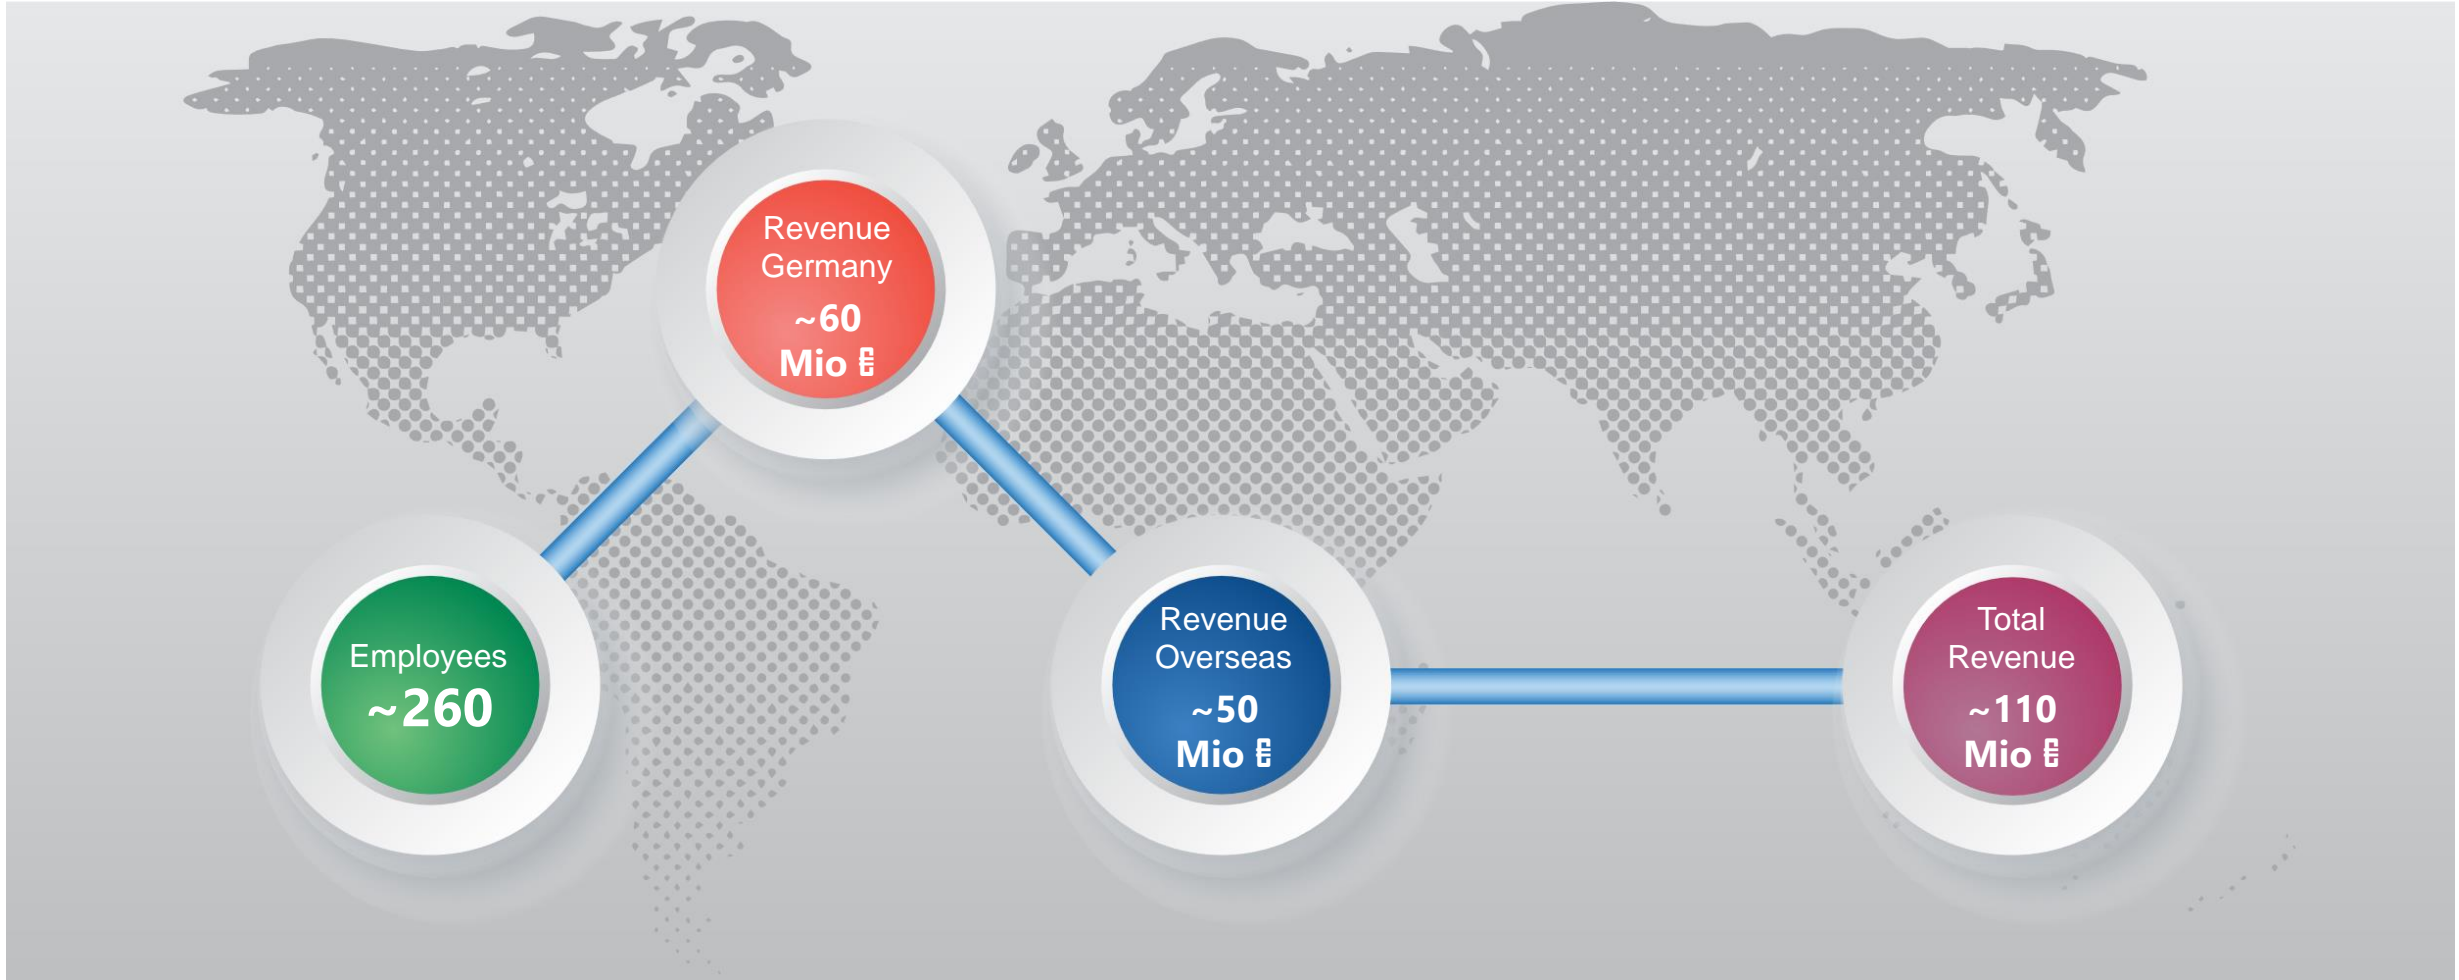 Revenue
Germany
~60
Mio €
Employees
~260
Revenue
Overseas
~50
Mio €
Total
Revenue
~110
Mio €